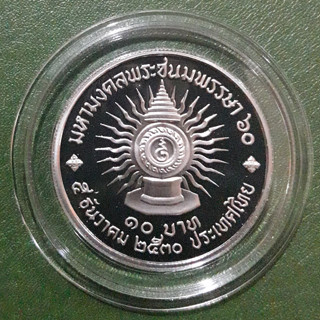 มหามงคลพระชนมพรรษา ๖๐
๑๐ บาท
๕ ธันวาคม ๒๕๓๐ ประเทศไทย